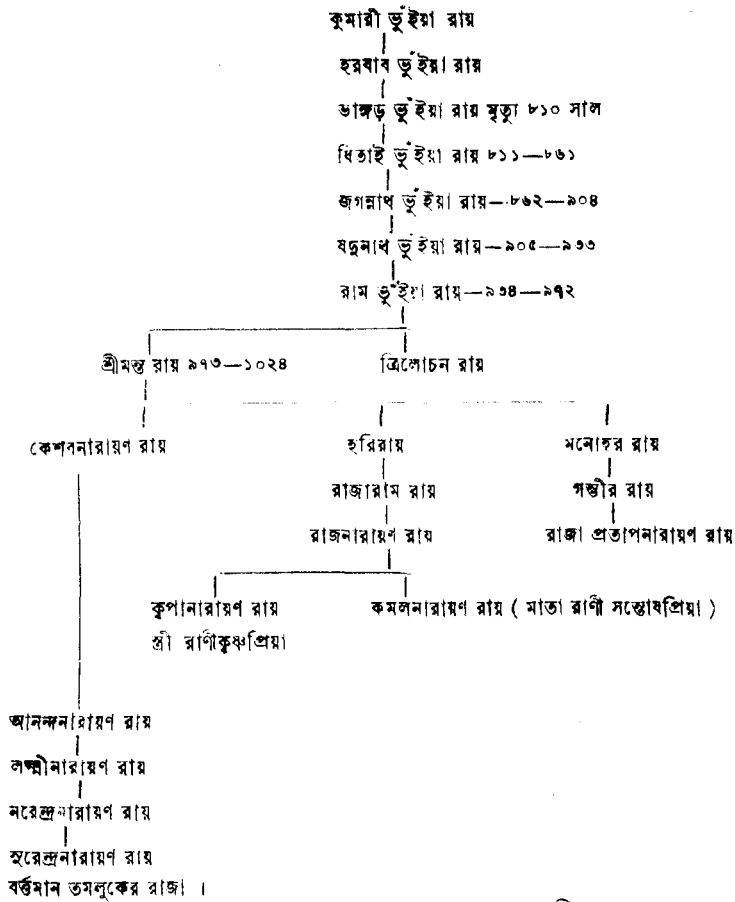 কুমারী ভুঁইয়া রায়
হরবাব ভুঁইয়া রায়
ভাঙ্গড় ভুঁইয়া রায় মৃত্যু ৮১০ সাল
ধিতাই ভুঁইয়া রায় ৮১১—৮৬১
জগন্নাথ ভুঁইয়া রায়—৮৬২—৯০৪
যদুনাথ ভুঁইয়া রায়—৯০৫—৯৩৩
রাম ভুঁইয়া রায়—৯৩৪—৯৭২
শ্রীমন্ত রায় ৯৭৩—১০২৪ ত্রিলোচন রায়
কেশবনারায়ণ রায় হরিরায় মনোহর রায়
রাজারাম রায় গম্ভীর রায়
রাজনারায়ণ রায় রাজা প্রতাপনারায়ণ রায়
কৃপানারায়ণ রায় কমলনারায়ণ রায় ( মাতা রাণী সন্তোষপ্রিয়া )
স্ত্রী রাণীকৃষ্ণপ্রিয়া
আনন্দনারায়ণ রায়
লক্ষ্মীনারায়ণ রায়
নরেন্দ্রনারায়ণ রায়
সুরেন্দ্রনারায়ণ রায়
বর্ত্তমান তমলুকের রাজা ।